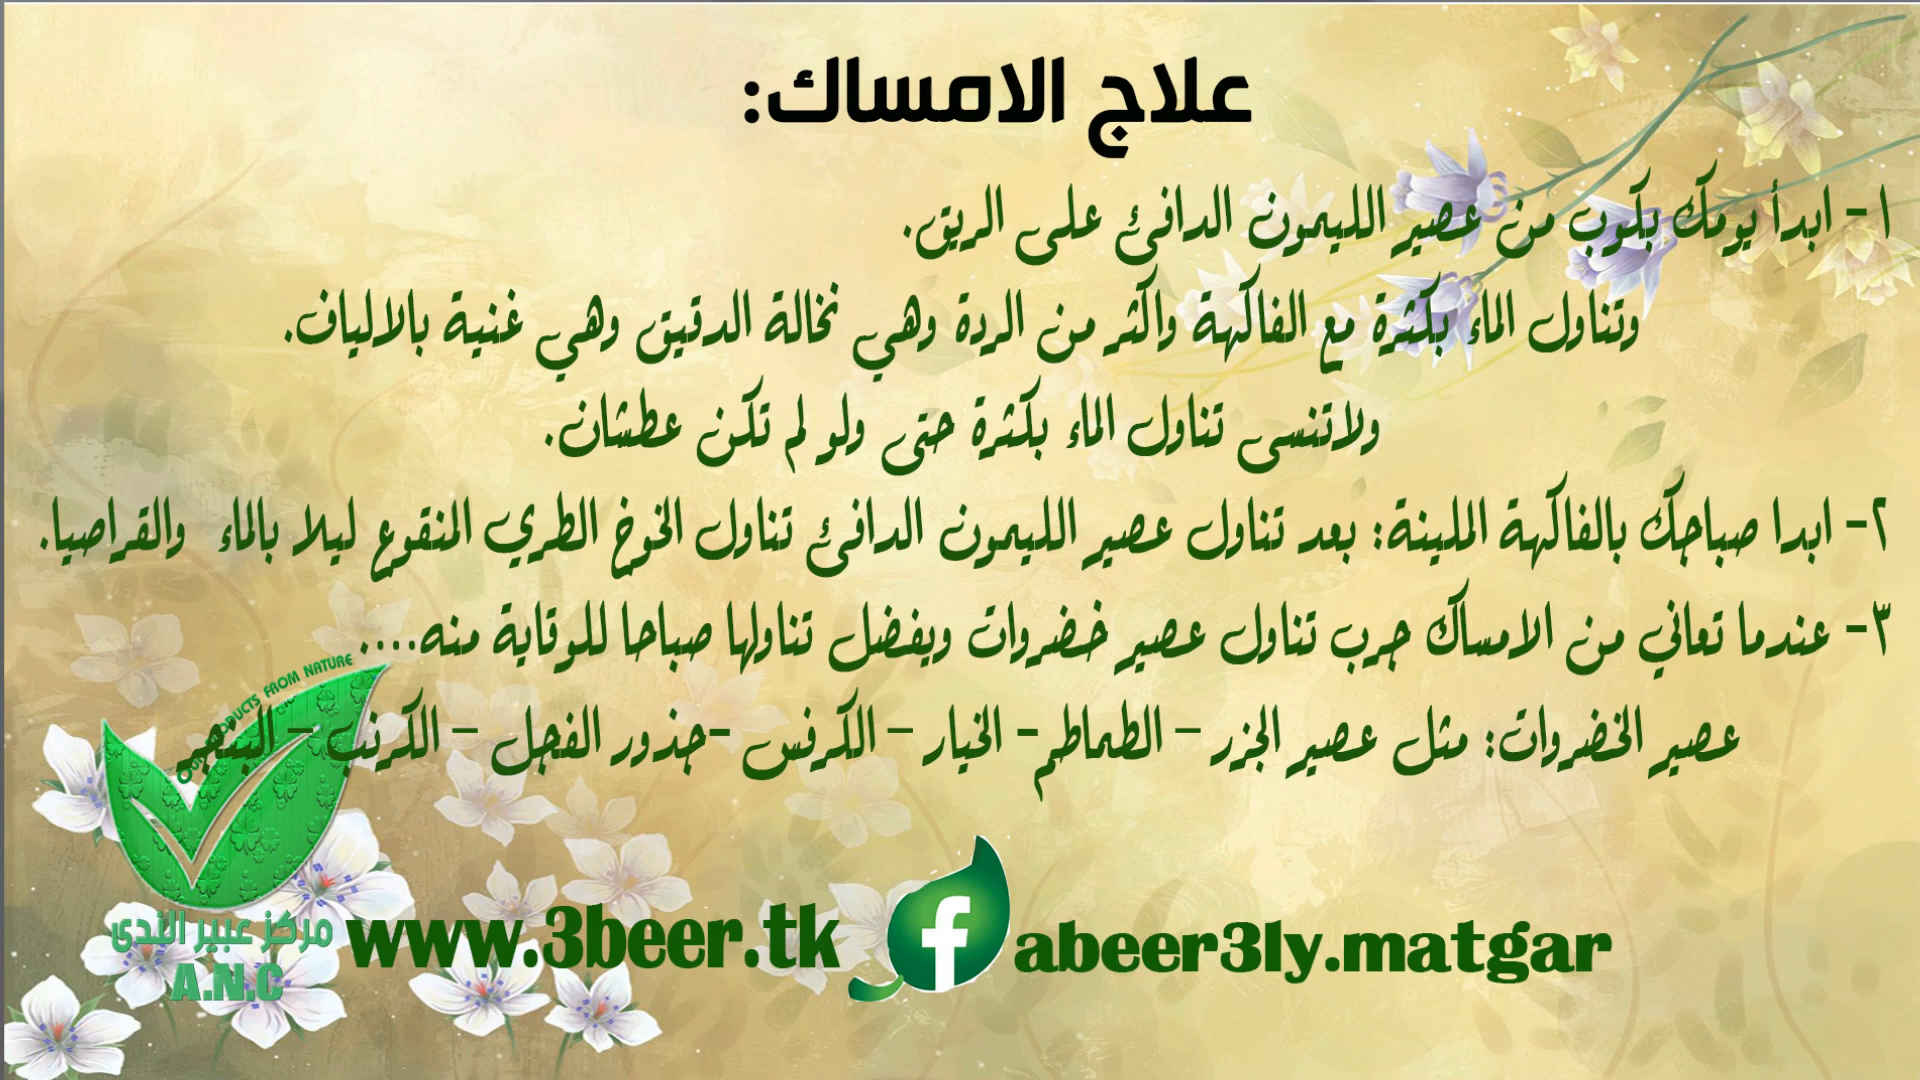 علاج الامساك:
١- ابدأ يومك بكوب من عصير الليمون الدافئ على الريق.
وتناول الماء بكثرة مع الفاكهة واكثر من الردة وهي نخالة الدقيق وهي غنية بالالياف.
ولاتنسى تناول الماء بكثرة حتى ولو لم تكن عطشان.
٢- ابدا صباحك بالفاكهة الملينة: بعد تناول عصير الليمون الدافئ تناول الخوخ الطري المنقوع ليلا بالماء والقراصيا.
٣- عندما تعاني من الامساك جرب تناول عصير خضروات ويفضل تناولها صباحا للوقاية منه....
عصير الخضروات: مثل عصير الجزر – الطماطم- الخيار – الكرفس -جذور الفجل – الكرنب – البنجر
PRODUCTS FROM NATURE
مركز عبير الندى
A.N.C
www.3beer.tk
f
abeer3ly.matgar